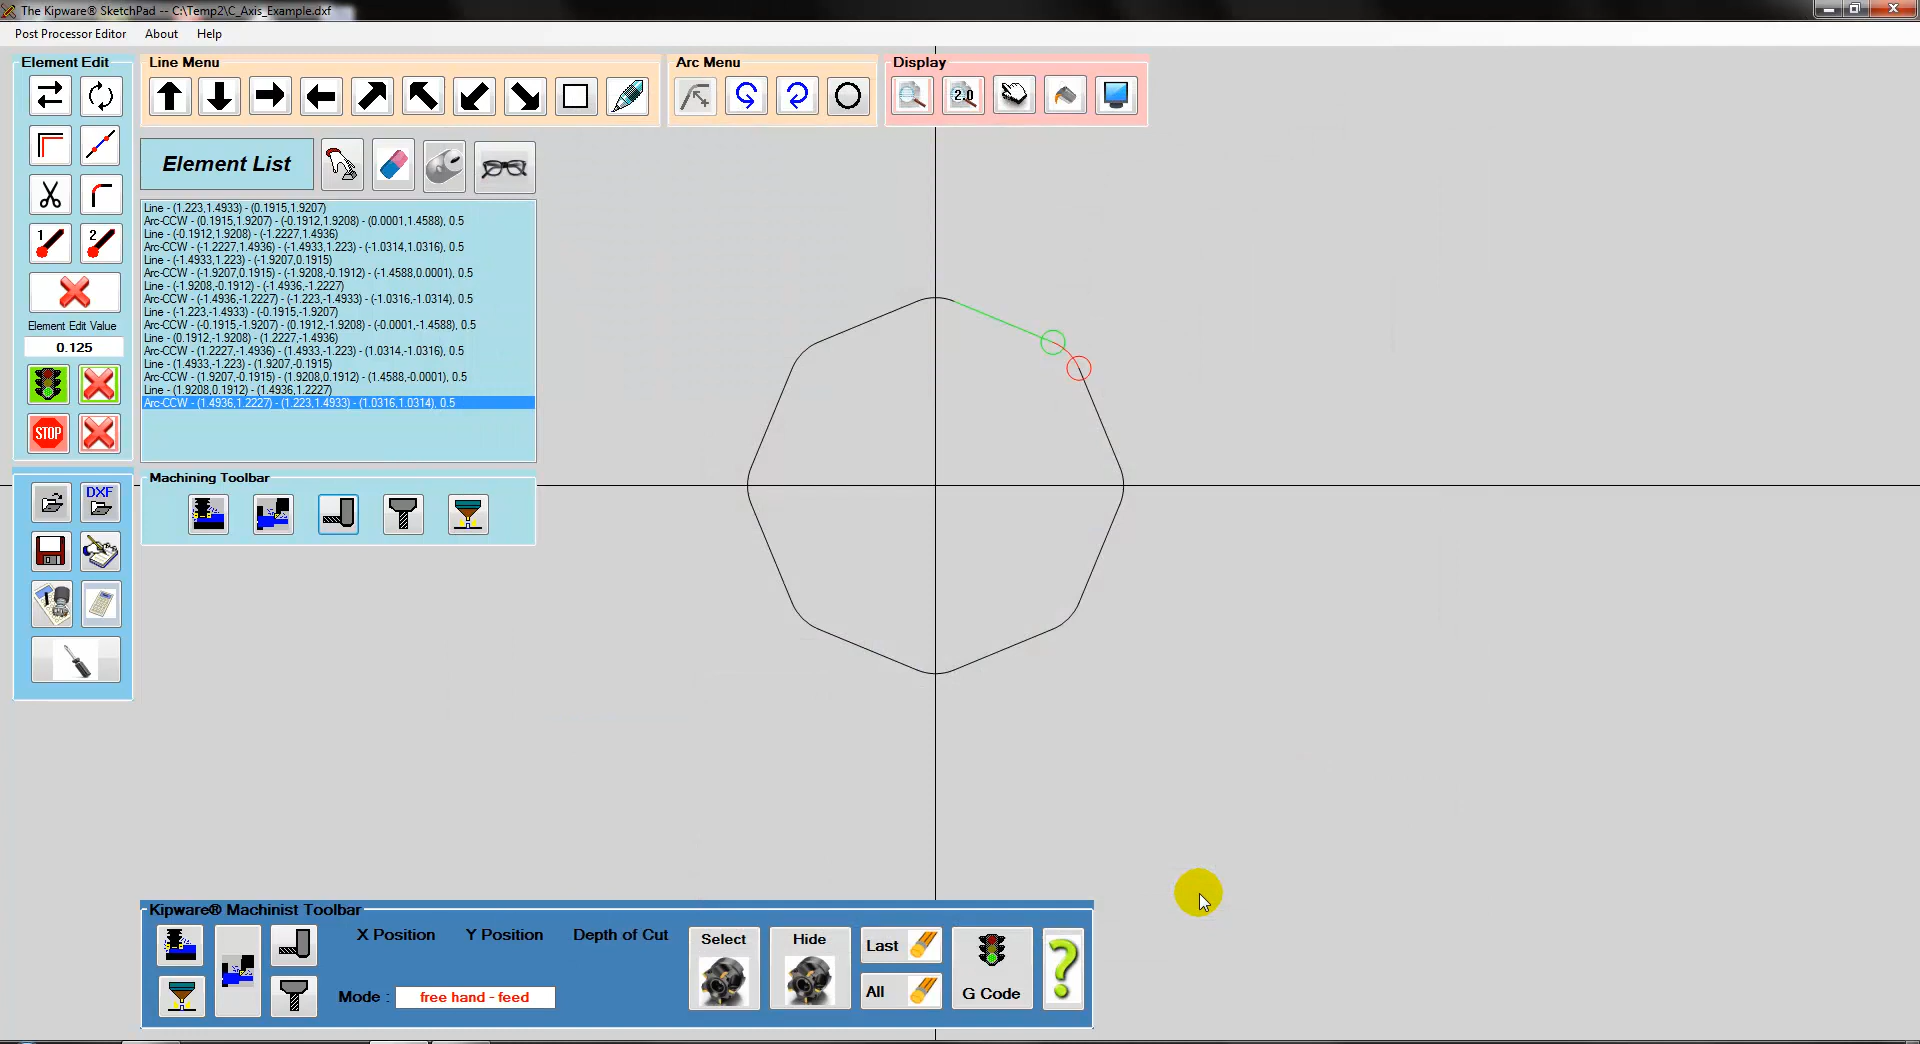 The Kipware® SketchPad -- C:\Temp2\C_Axis_Example.dxf
Post Processor Editor About Help
Element Edit
Line Menu
Arc Menu
Display
2.0
Element List
1 2
Element Edit Value
0.125
STOP
DXF
Line - (1.223,1.4933) - (0.1915,1.9207)
Arc-CCW - (0.1915,1.9207) - (-0.1912,1.9208) - (0.0001,1.4588), 0.5
Line - (-0.1912,1.9208) - (-1.2227,1.4936)
Arc-CCW - (-1.2227,1.4936) - (-1.4933,1.223) - (-1.0314,1.0316), 0.5
Line - (-1.4933,1.223) - (-1.9207,0.1915)
Arc-CCW - (-1.9207,0.1915) - (-1.9208,-0.1912) - (-1.4588,0.0001), 0.5
Line - (-1.9208,-0.1912) - (-1.4936,-1.2227)
Arc-CCW - (-1.4936,-1.2227) - (-1.223,-1.4933) - (-1.0316,-1.0314), 0.5
Line - (-1.223,-1.4933) - (-0.1915,-1.9207)
Arc-CCW - (-0.1915,-1.9207) - (0.1912,-1.9208) - (-0.0001,-1.4588), 0.5
Line - (0.1912,-1.9208) - (1.2227,-1.4936)
Arc-CCW - (1.2227,-1.4936) - (1.4933,-1.223) - (1.0314,-1.0316), 0.5
Line - (1.4933,-1.223) - (1.9207,-0.1915)
Arc-CCW - (1.9207,-0.1915) - (1.9208,0.1912) - (1.4588,-0.0001), 0.5
Line - (1.9208,0.1912) - (1.4936,1.2227)
Arc-CCW - (1.4936,1.2227) - (1.223,1.4933) - (1.0316,1.0314), 0.5
Machining Toolbar
Kipware® Machinist Toolbar
X Position Y Position Depth of Cut
Mode : free hand - feed
Select
Hide
Last
All
G Code
?